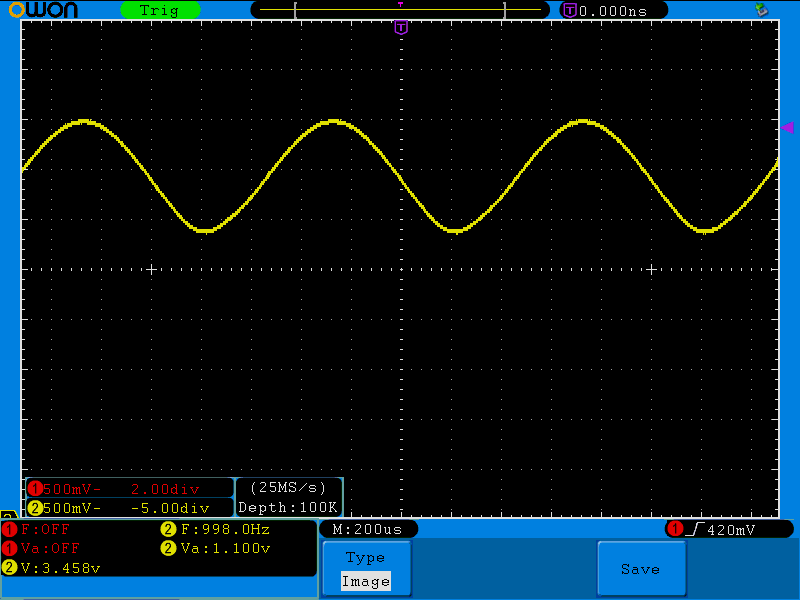 owon Trig T 0.000ns
T
1 500mV- 2.00div
2 500mV- -5.00div
(25MS/s)
Depth:100K
2
1 F:OFF 2 F:998.0Hz
1 Va:OFF 2 Va:1.100v
2 V:3.458v
M:200us
1 420mV
Type
Image
Save